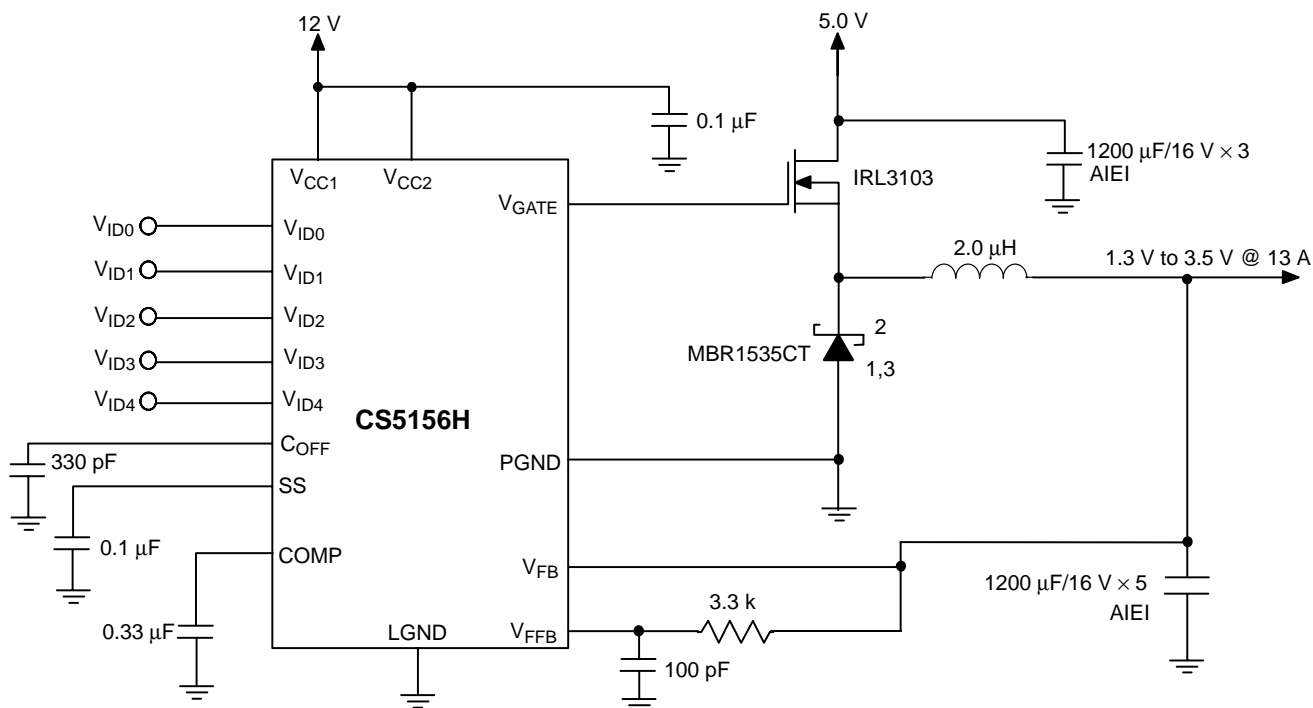 12 V
5.0 V
0.1 μF
1200 μF/16 V × 3
AIEI
VCC1
VCC2
IRL3103
VGATE
VID0
VID0
VID1
VID1
VID2
VID2
VID3
VID3
VID4
VID4
2.0 μH
1.3 V to 3.5 V @ 13 A
MBR1535CT
2
1,3
CS5156H
COFF
330 pF
PGND
SS
0.1 μF
COMP
VFB
1200 μF/16 V × 5
AIEI
0.33 μF
LGND
VFFB
3.3 k
100 pF